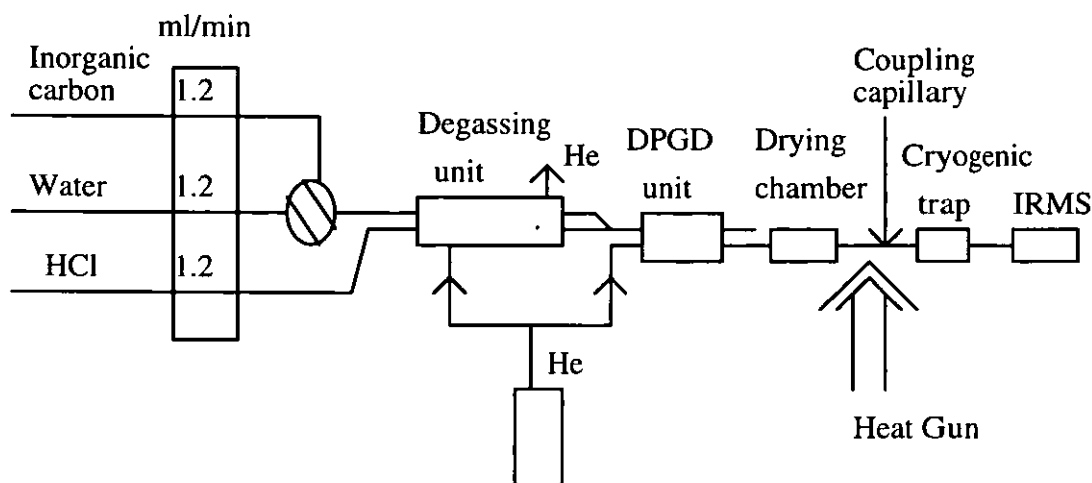 ml/min
Inorganic
carbon
1.2
Water
1.2
HCl
1.2
Degassing
unit
He
DPGD
unit
Drying
chamber
Coupling
capillary
Cryogenic
trap
IRMS
He
Heat Gun